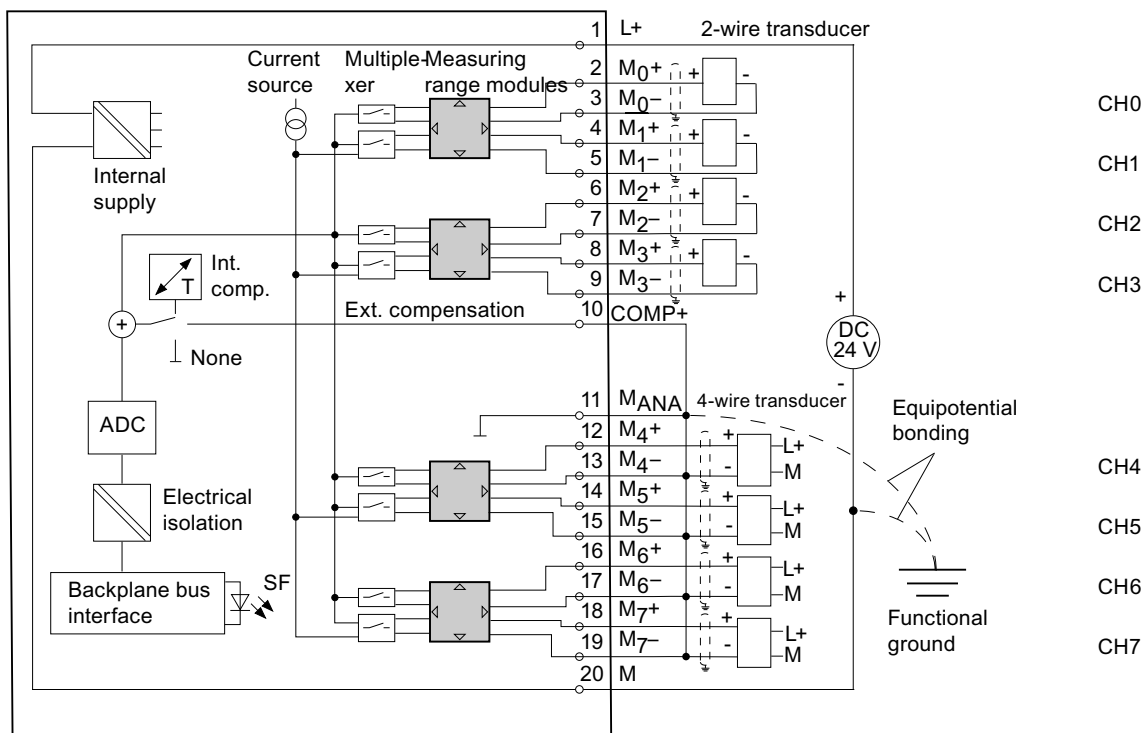 1 L+ 2-wire transducer
Current source
Multiple-xer
Measuring range modules
2 M0+ + -
3 M0- CH0
4 M1+ + -
5 M1- CH1
Internal supply
6 M2+ + -
7 M2- CH2
8 M3+ + -
9 M3- CH3
T Int. comp.
10 COMP+
Ext. compensation
+
None
+
DC 24 V
-
11 MANA 4-wire transducer
Equipotential bonding
ADC
12 M4+ + L+
13 M4- - M CH4
14 M5+ + L+
15 M5- - M CH5
Electrical isolation
16 M6+ + L+
17 M6- - M CH6
Backplane bus interface
SF
18 M7+ + L+
19 M7- - M CH7
Functional ground
20 M